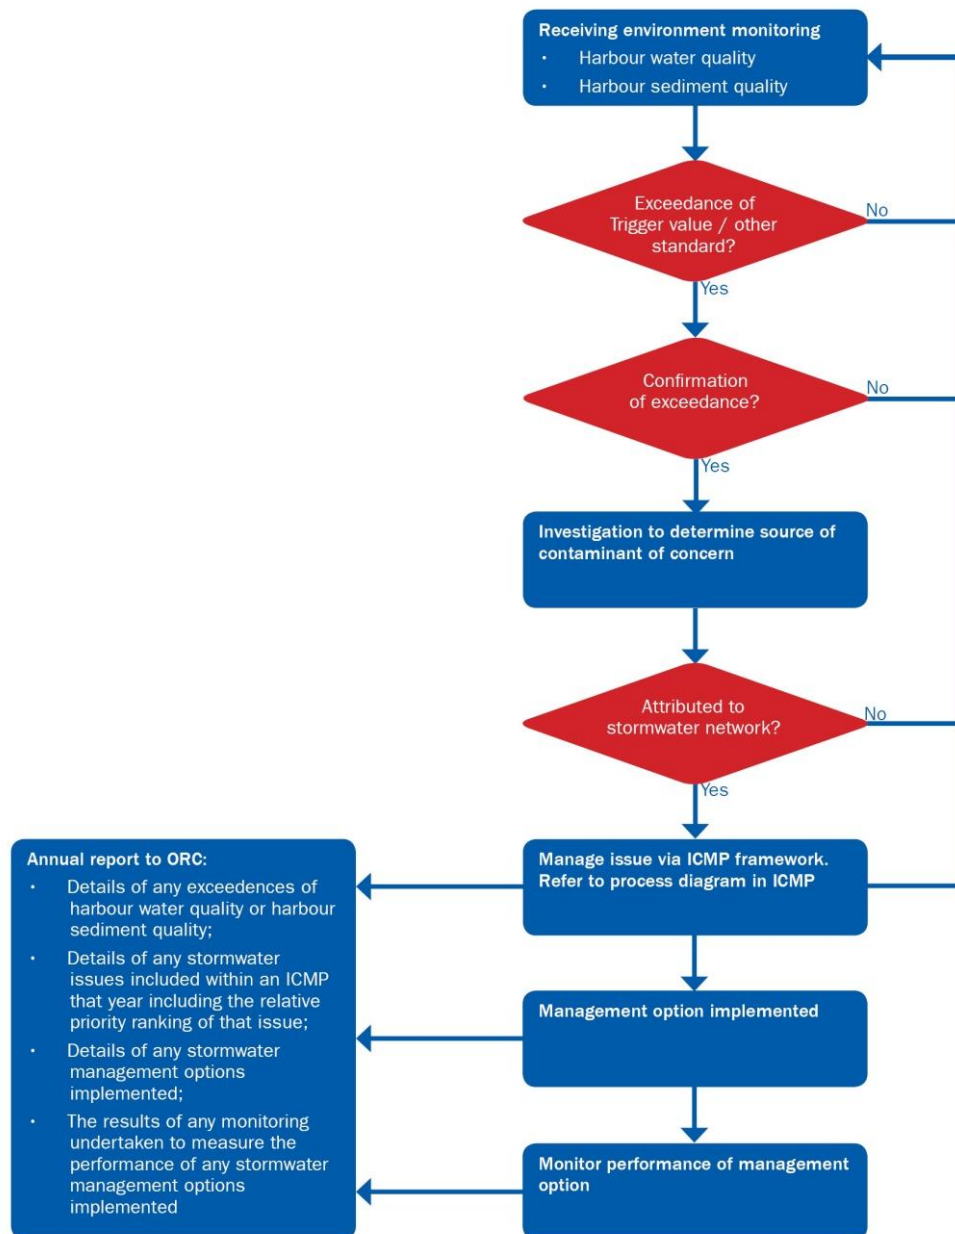 Receiving environment monitoring
· Harbour water quality
· Harbour sediment quality
Exceedance of
Trigger value / other
standard?
No
Yes
Confirmation
of exceedance?
No
Yes
Investigation to determine source of
contaminant of concern
Attributed to
stormwater network?
No
Yes
Manage issue via ICMP framework.
Refer to process diagram in ICMP
Management option implemented
Monitor performance of management
option
Annual report to ORC:
· Details of any exceedences of
harbour water quality or harbour
sediment quality;
· Details of any stormwater
issues included within an ICMP
that year including the relative
priority ranking of that issue;
· Details of any stormwater
management options
implemented;
· The results of any monitoring
undertaken to measure the
performance of any stormwater
management options
implemented